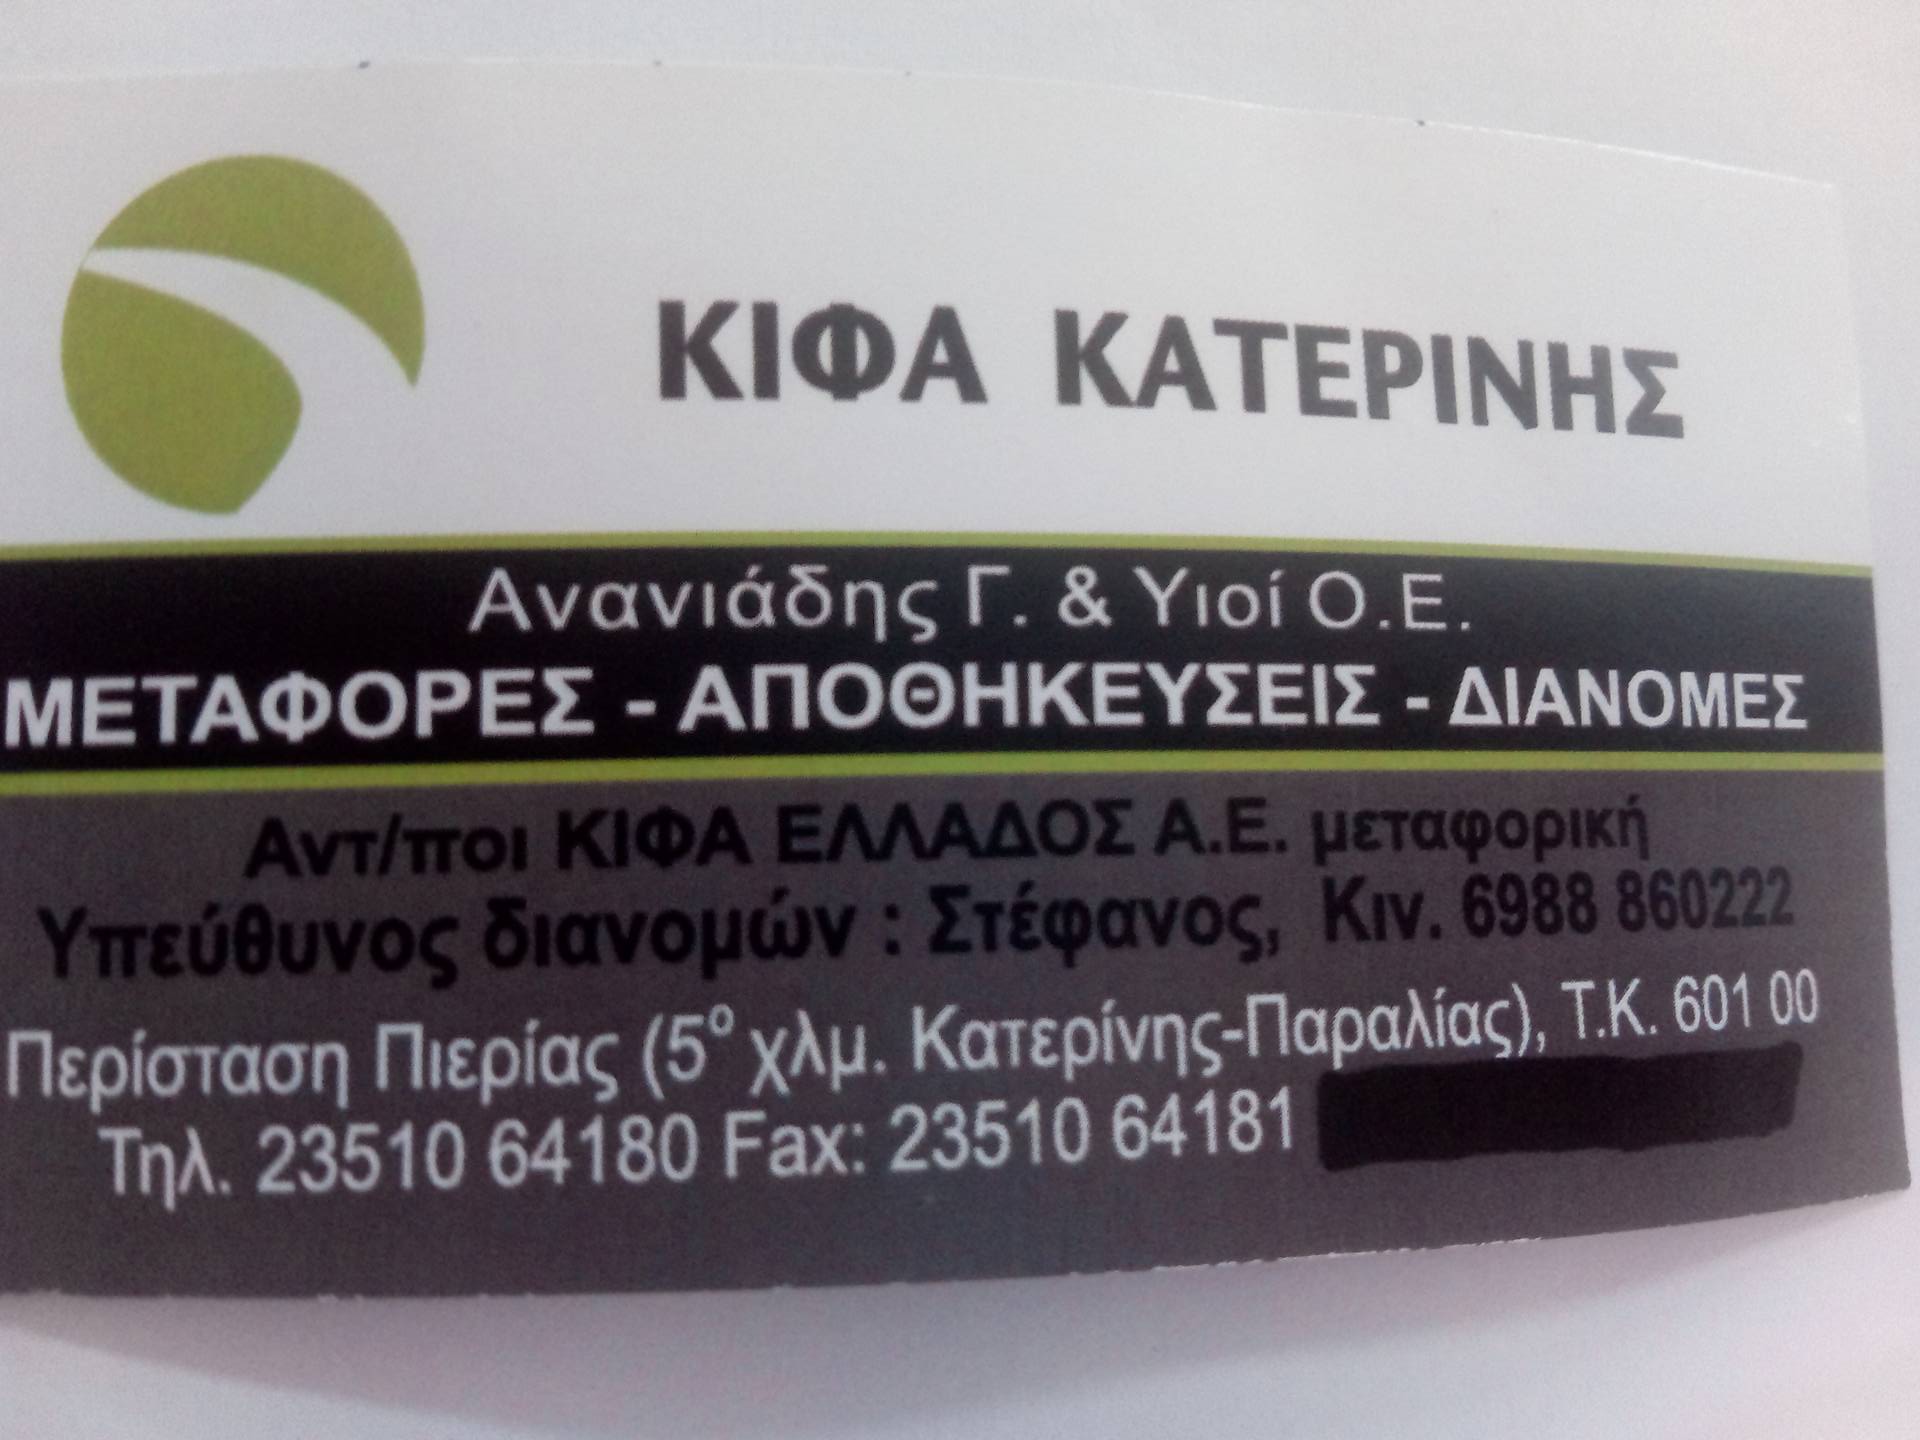 ΚΙΦΑ ΚΑΤΕΡΙΝΗΣ
Ανανιάδης Γ. & Υιοί Ο.Ε.
ΜΕΤΑΦΟΡΕΣ - ΑΠΟΘΗΚΕΥΣΕΙΣ - ΔΙΑΝΟΜΕΣ
Αντ/ποι ΚΙΦΑ ΕΛΛΑΔΟΣ Α.Ε. μεταφορική
Υπεύθυνος διανομών : Στέφανος, Κιν. 6988 860222
Περίσταση Πιερίας (5º χλμ. Κατερίνης-Παραλίας), Τ.Κ. 601 00
Τηλ. 23510 64180 Fax: 23510 64181